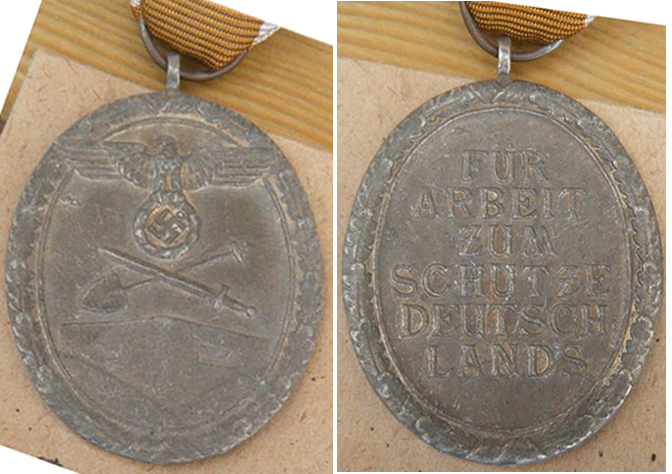 FÜR
ARBEIT
ZUM
SCHUTZE
DEUTSCH
LANDS